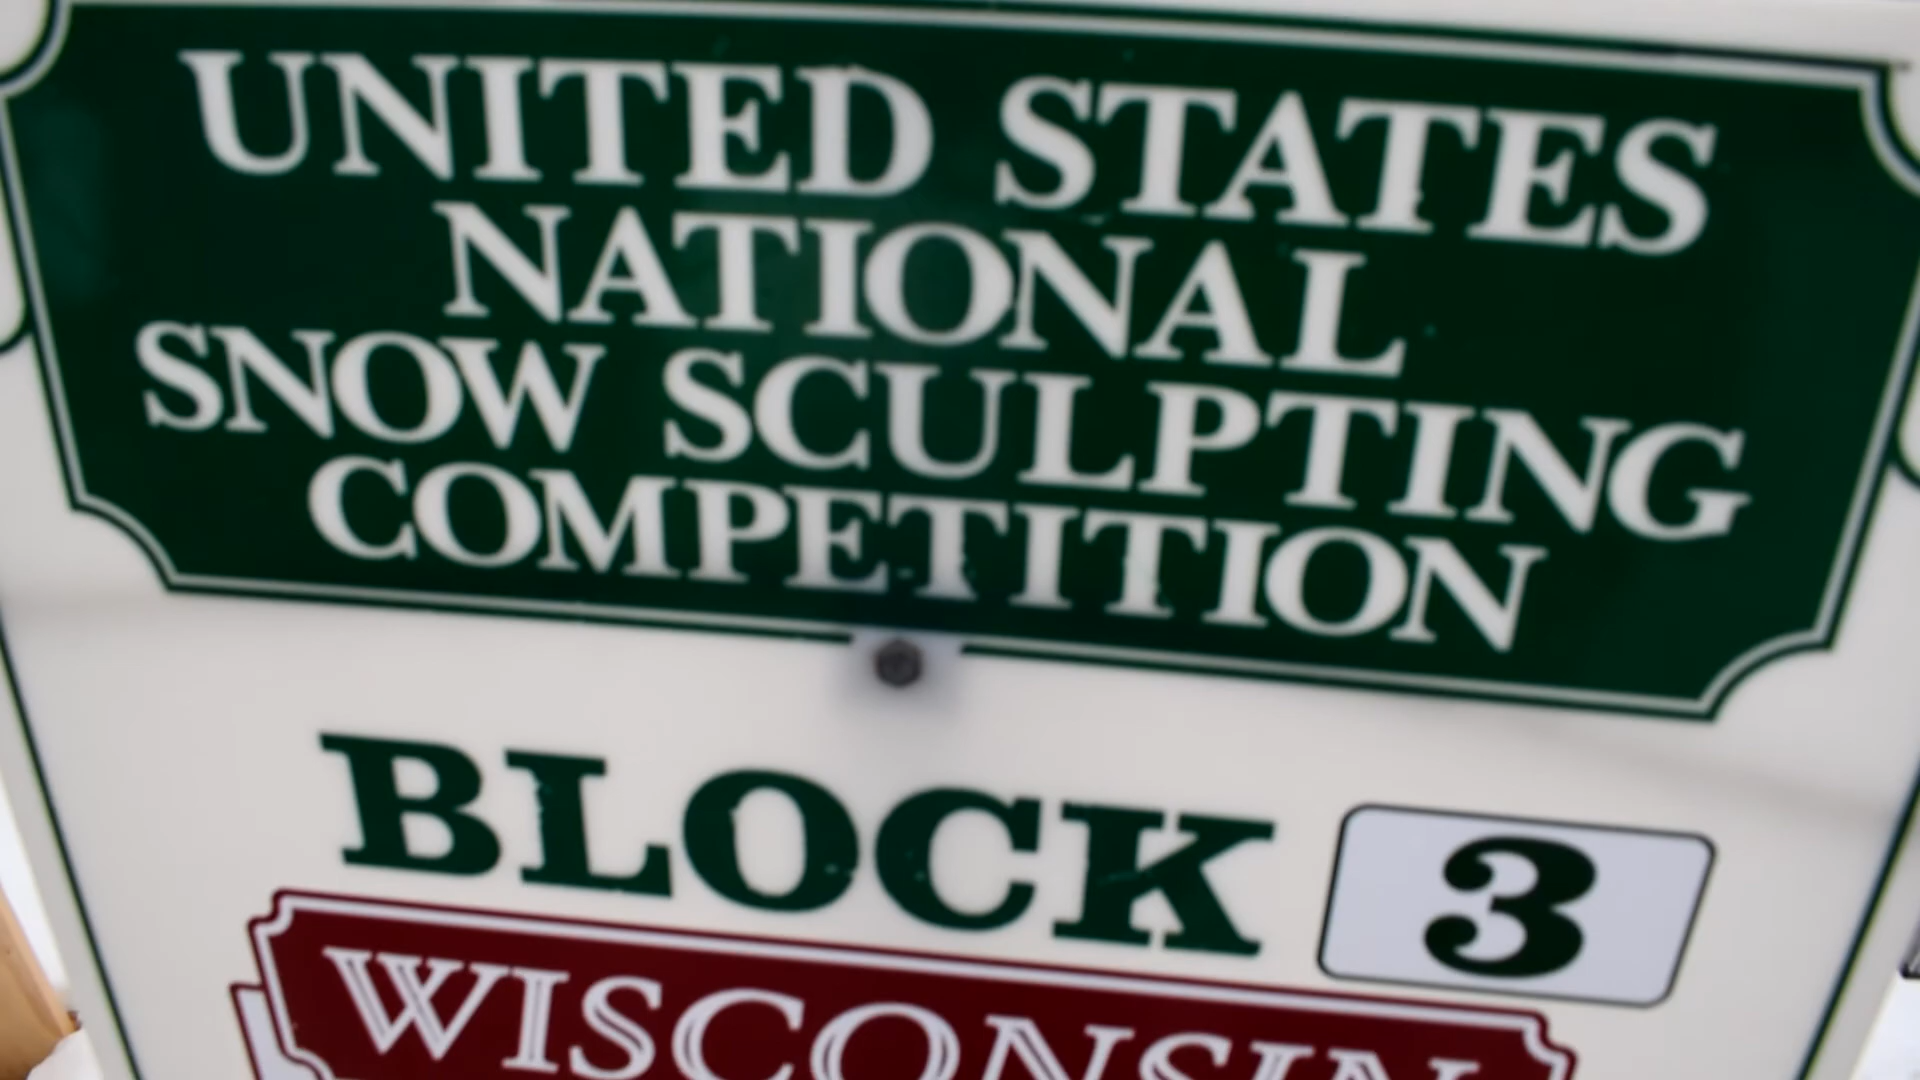 UNITED STATES
NATIONAL
SNOW SCULPTING
COMPETITION
BLOCK 3
WISCONSIN